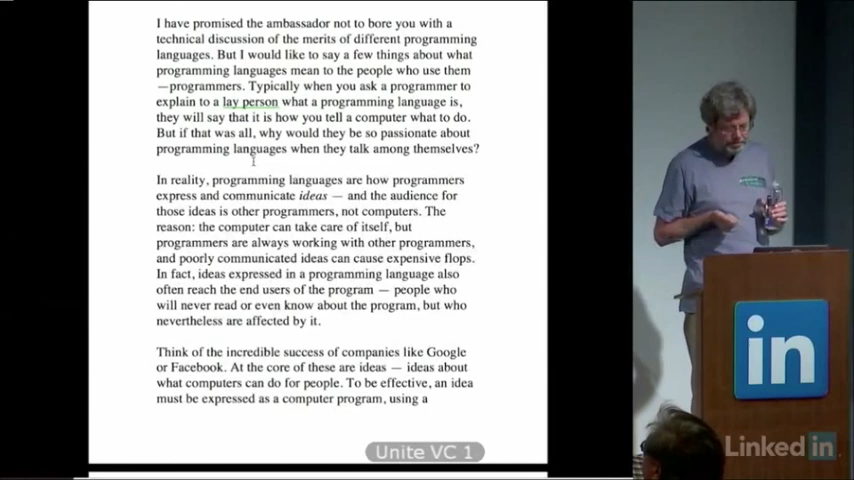 I have promised the ambassador not to bore you with a
technical discussion of the merits of different programming
languages. But I would like to say a few things about what
programming languages mean to the people who use them
—programmers. Typically when you ask a programmer to
explain to a lay person what a programming language is,
they will say that it is how you tell a computer what to do.
But if that was all, why would they be so passionate about
programming languages when they talk among themselves?
In reality, programming languages are how programmers
express and communicate ideas — and the audience for
those ideas is other programmers, not computers. The
reason: the computer can take care of itself, but
programmers are always working with other programmers,
and poorly communicated ideas can cause expensive flops.
In fact, ideas expressed in a programming language also
often reach the end users of the program — people who
will never read or even know about the program, but who
nevertheless are affected by it.
Think of the incredible success of companies like Google
or Facebook. At the core of these are ideas — ideas about
what computers can do for people. To be effective, an idea
must be expressed as a computer program, using a
Unite VC 1
in
Linked in